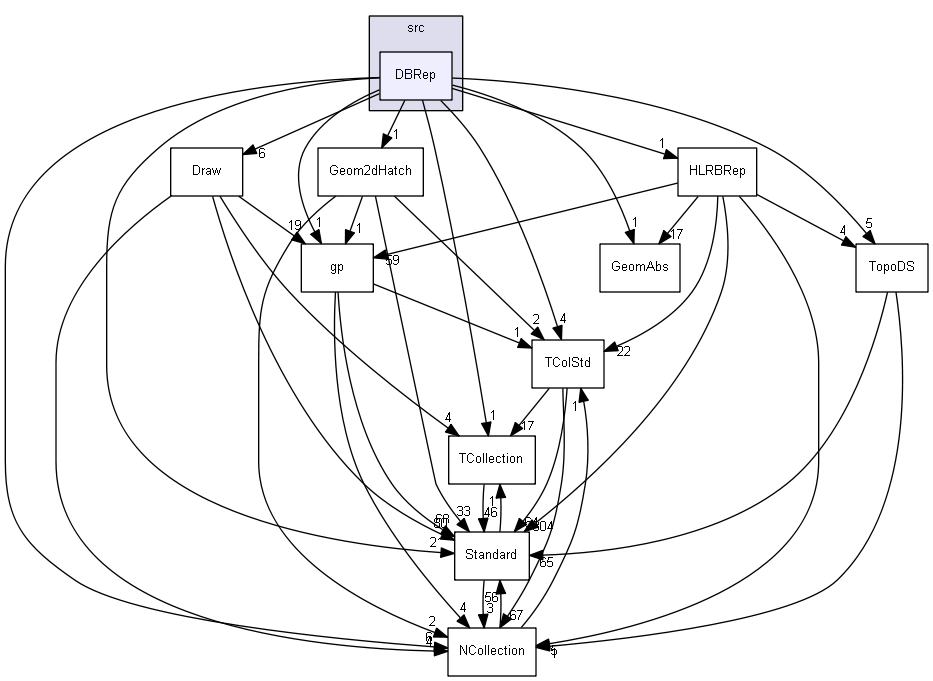 src
DBRep
1
1
6
Draw
Geom2dHatch
HLRBRep
19
1
1
1
17
4
5
59
gp
GeomAbs
TopoDS
1
2
4
22
TColStd
4
1
17
1
TCollection
33
1
46
2
Standard
65
56
3
67
4
2
4
NCollection